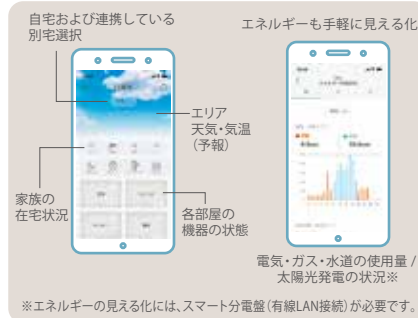 自宅および連携している
別宅選択
エリア
天気・気温
(予報)
家族の
在宅状況
各部屋の
機器の状態
エネルギーも手軽に見える化
電気・ガス・水道の使用量 /
太陽光発電の状況※
※エネルギーの見える化には、スマート分電盤(有線LAN接続)が必要です。